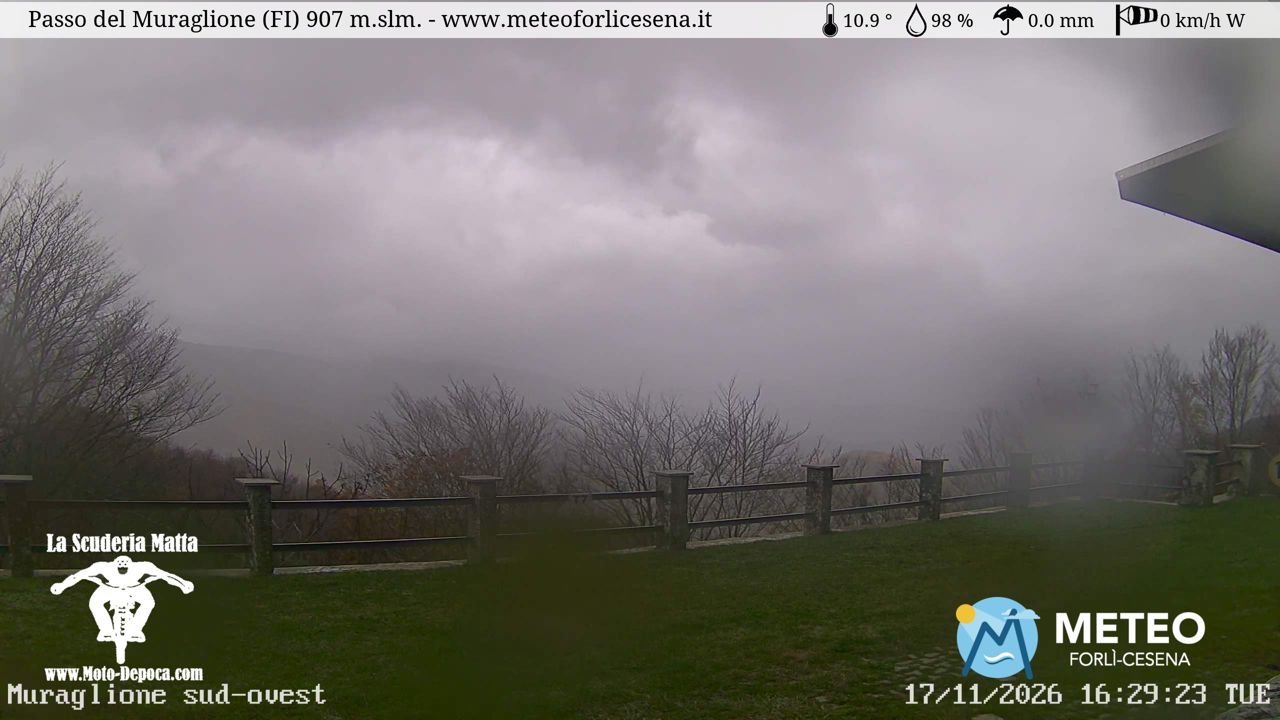 Passo del Muraglione (FI) 907 m.slm. - www.meteoforlicesena.it 10.9 ° 98 % 0.0 mm 0 km/h W
La Scuderia Matta
www.Moto-Depoca.com
METEO
FORLÌ-CESENA
Muraglione sud-ovest
17/11/2026 16:29:23 TUE